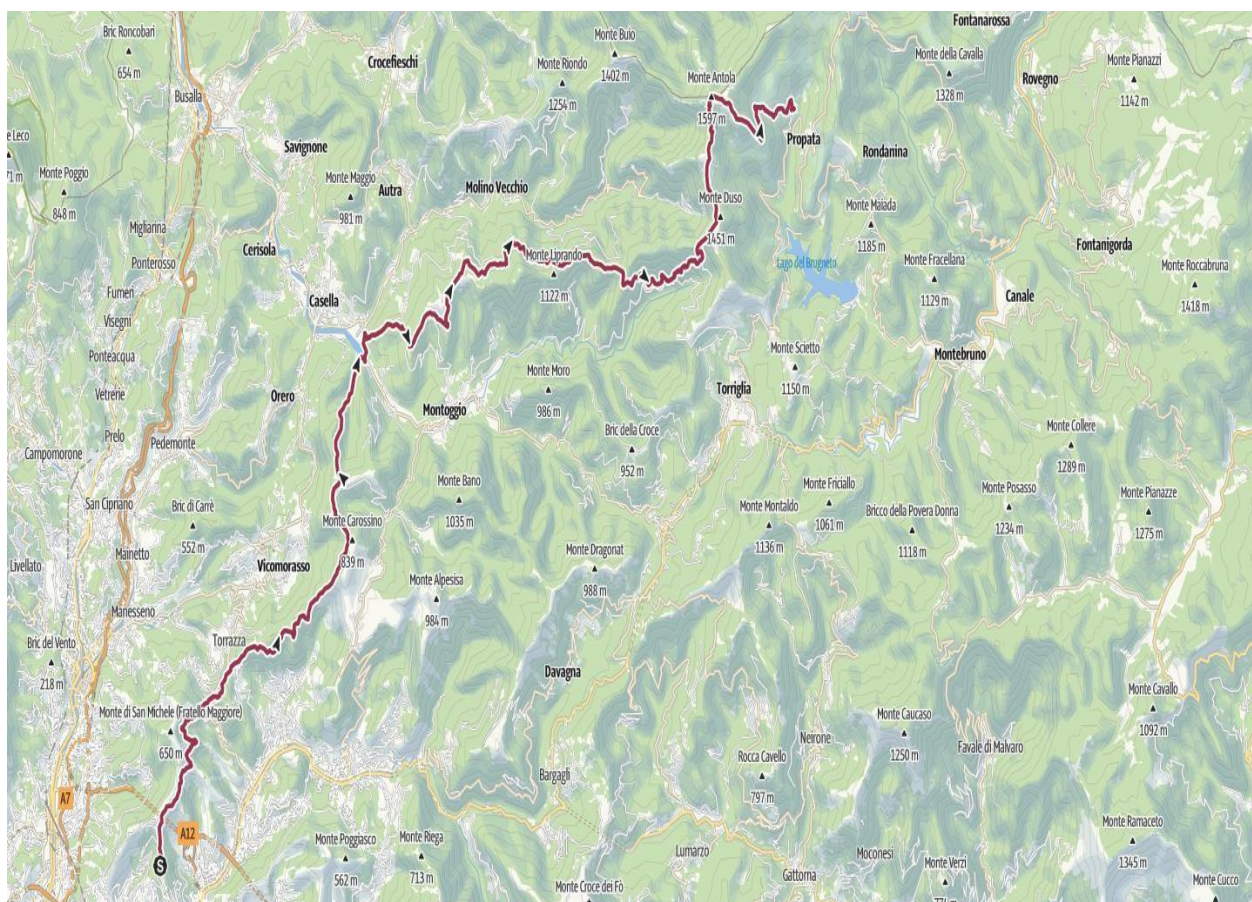 Fontanarossa
Bric Roncobari
654 m
Monte Buio
1402 m
Monte della Cavalla
1328 m
Monte Pianazzi
1142 m
Crocefieschi
Monte Riondo
1254 m
Rovegno
Monte Antola
1597 m
Busalla
e Leco
71 m
Savignone
Propata
Rondanina
Monte Poggio
848 m
Monte Maggio
981 m
Autra
Molino Vecchio
Monte Duso
1451 m
Monte Maiada
1185 m
Miglianna
Ponterosso
Cerisola
Fontanigorda
Monte Liprando
1122 m
Lago del Brugneto
Monte Fracellana
1129 m
Monte Roccabruna
1418 m
Fumeri
Visegni
Casella
Canale
Ponteacqua
Vetrerie
Monte Scietto
1150 m
Montebruno
Monte Moro
986 m
Torriglia
Orero
Montoggio
Prelo
Pedemonte
Bric della Croce
952 m
Monte Collere
1289 m
Campomorone
San Cipriano
Bric di Carrè
552 m
Monte Bano
1035 m
Monte Friciallo
1061 m
Monte Posasso
1234 m
Monte Pianazze
1275 m
Monte Carossino
839 m
Monte Montaldo
1136 m
Bricco della Povera Donna
1118 m
Mainetto
Livellato
Vicomorasso
Monte Dragonat
988 m
Monte Alpesisa
984 m
Manesseno
Bric del Vento
218 m
Torrazza
Davagna
Monte Cavallo
1092 m
Monte di San Michele (Fratello Maggiore)
650 m
Monte Caucaso
1250 m
Neirone
Favale di Malvaro
Rocca Cavello
797 m
Bargagli
A7
A12
S
Monte Poggiasco
562 m
Monte Riega
713 m
Lumarzo
Moconesi
Monte Ramaceto
1345 m
Gattorna
Monte Verzi
Monte Croce dei Fò
Monte Cucco